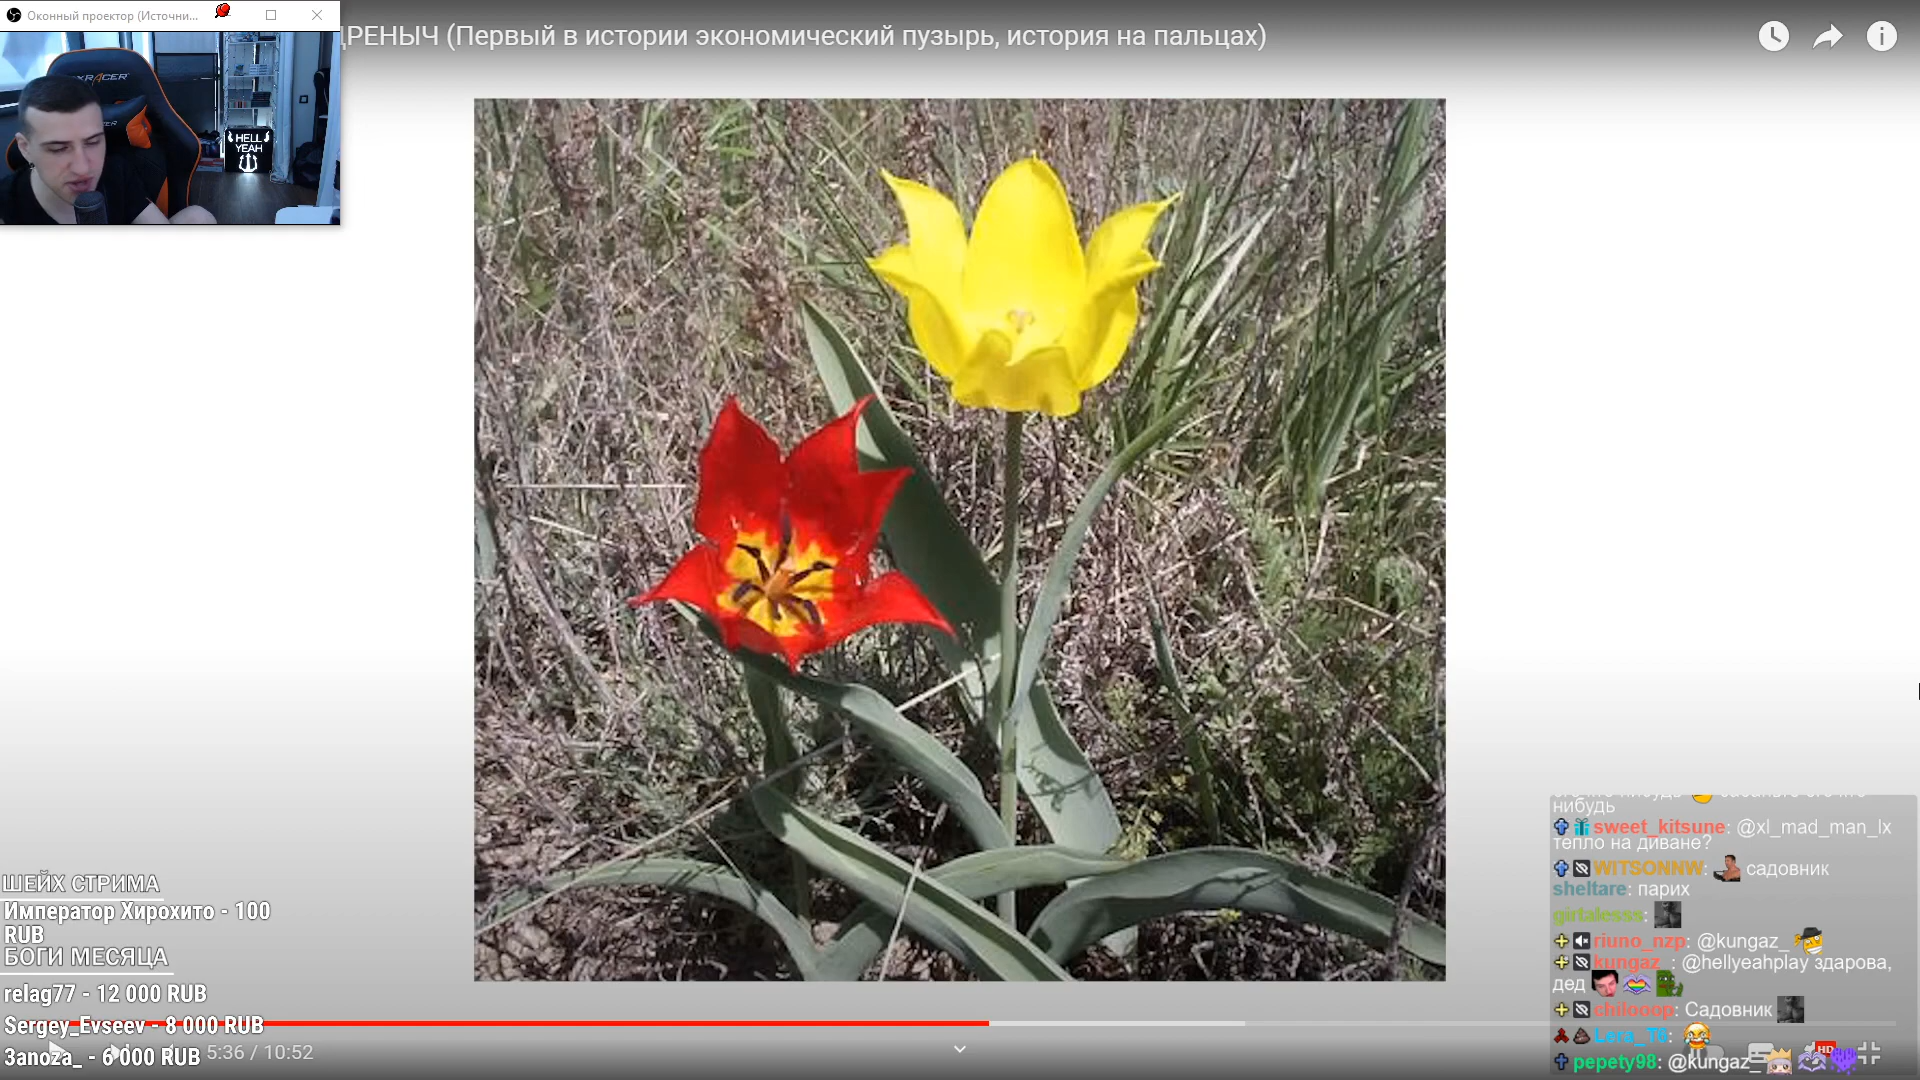 Оконный проектор (Источни...
ДРЕНЫЧ (Первый в истории экономический пузырь, история на пальцах)
HELL
YEAH
ШЕЙХ СТРИМА
Император Хирохито - 100
RUB
БОГИ МЕСЯЦА
relag77 - 12 000 RUB
Sergey_Evseev - 8 000 RUB
3anoza_ - 6 000 RUB
5:36 / 10:52
нибудь
sweet_kitsune: @xl_mad_man_lx
тепло на диване?
WITSONNW: садовник
sheltare: парих
girtalesss:
riuno_nzp: @kungaz_
kungaz_: @hellyeahplay здарова,
дед
chilooop: Садовник
Lera_T6:
pepety98: @kungaz_
HD